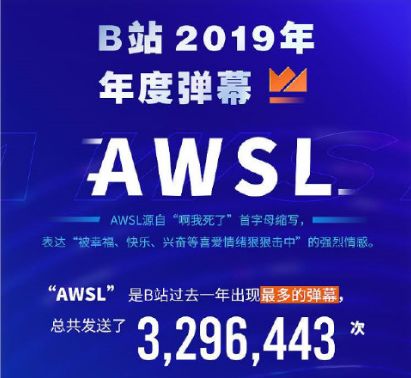 B站 2019年
年度弹幕
AWSL
AWSL源自“啊我死了”首字母缩写，
表达“被幸福、快乐、兴奋等喜爱情绪狠狠击中”的强烈情感。
“AWSL” 是B站过去一年出现最多的弹幕，
总共发送了 3,296,443 次